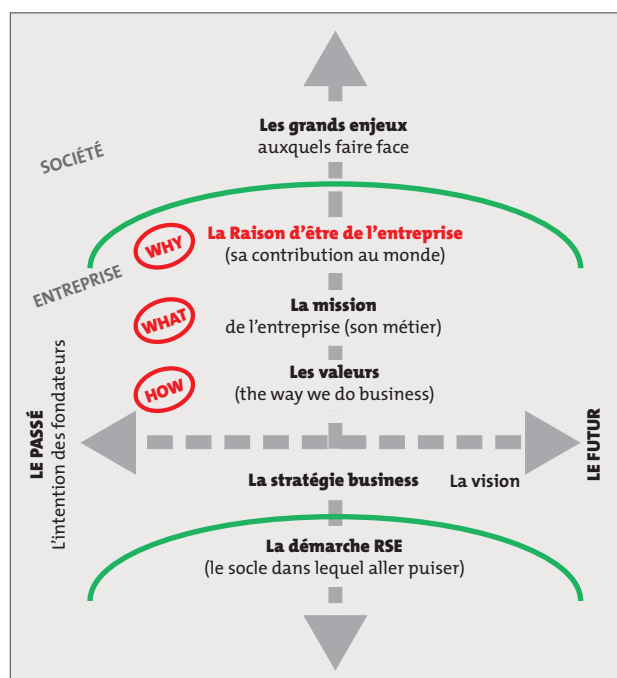 Les grands enjeux
auxquels faire face
SOCIÉTÉ
WHY
La Raison d’être de l’entreprise
(sa contribution au monde)
ENTREPRISE
WHAT
La mission
de l’entreprise (son métier)
HOW
Les valeurs
(the way we do business)
LE PASSÉ
L’intention des fondateurs
LE FUTUR
La stratégie business
La vision
La démarche RSE
(le socle dans lequel aller puiser)